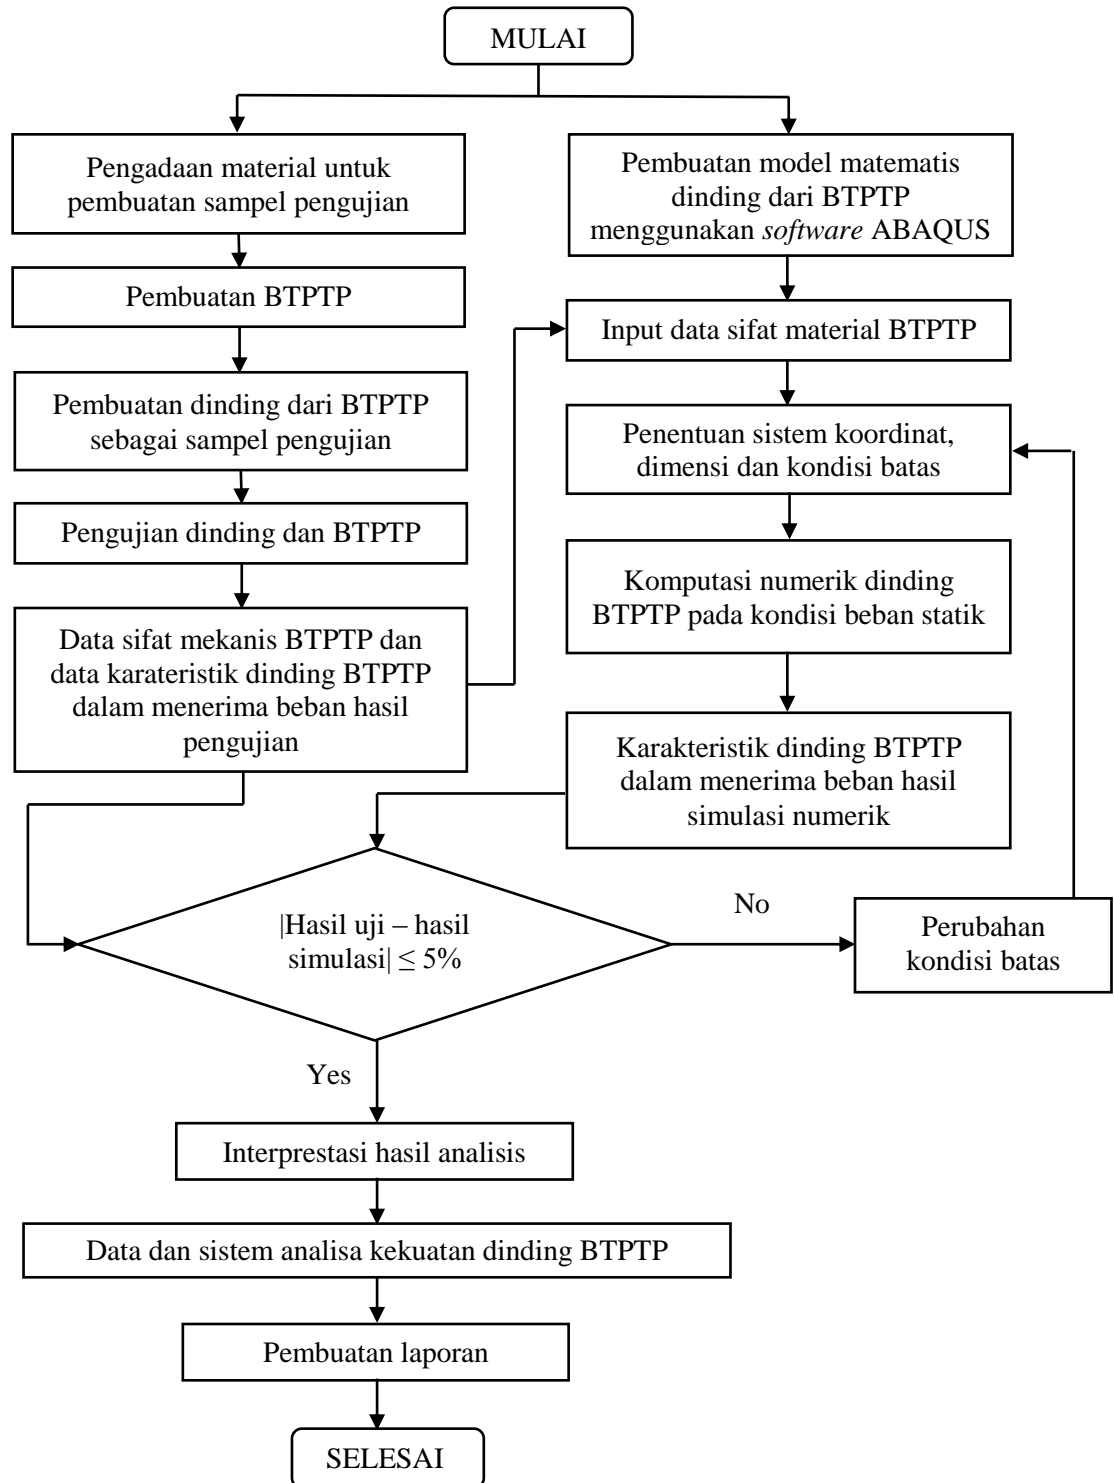 MULAI
Pengadaan material untuk
pembuatan sampel pengujian
Pembuatan BTPTP
Pembuatan dinding dari BTPTP
sebagai sampel pengujian
Pengujian dinding dan BTPTP
Data sifat mekanis BTPTP dan
data karateristik dinding BTPTP
dalam menerima beban hasil
pengujian
Pembuatan model matematis
dinding dari BTPTP
menggunakan software ABAQUS
Input data sifat material BTPTP
Penentuan sistem koordinat,
dimensi dan kondisi batas
Komputasi numerik dinding
BTPTP pada kondisi beban statik
Karakteristik dinding BTPTP
dalam menerima beban hasil
simulasi numerik
|Hasil uji – hasil
simulasi| ≤ 5%
No
Perubahan
kondisi batas
Yes
Interprestasi hasil analisis
Data dan sistem analisa kekuatan dinding BTPTP
Pembuatan laporan
SELESAI